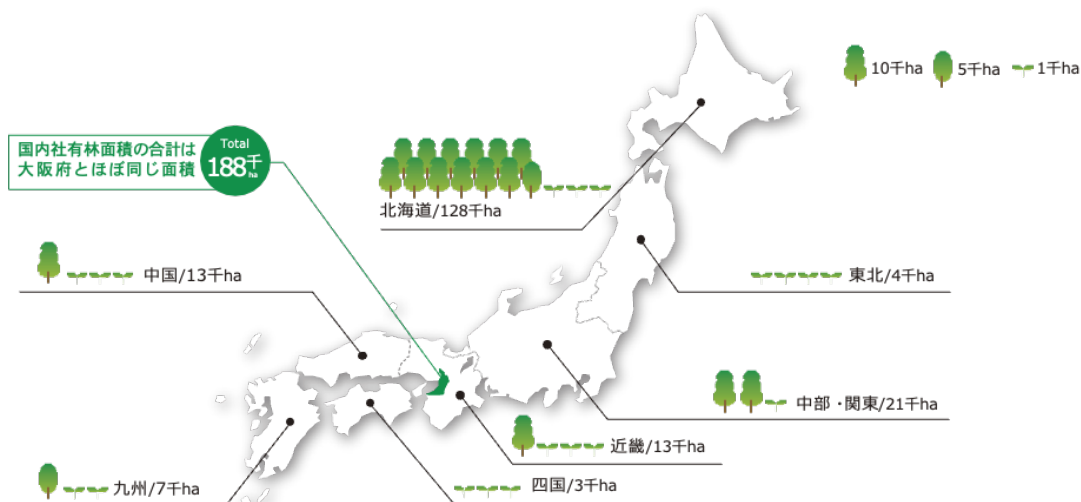 10千ha 5千ha 1千ha
国内社有林面積の合計は
大阪府とほぼ同じ面積
Total
188千ha
北海道/128千ha
中国/13千ha
東北/4千ha
中部・関東/21千ha
近畿/13千ha
九州/7千ha
四国/3千ha